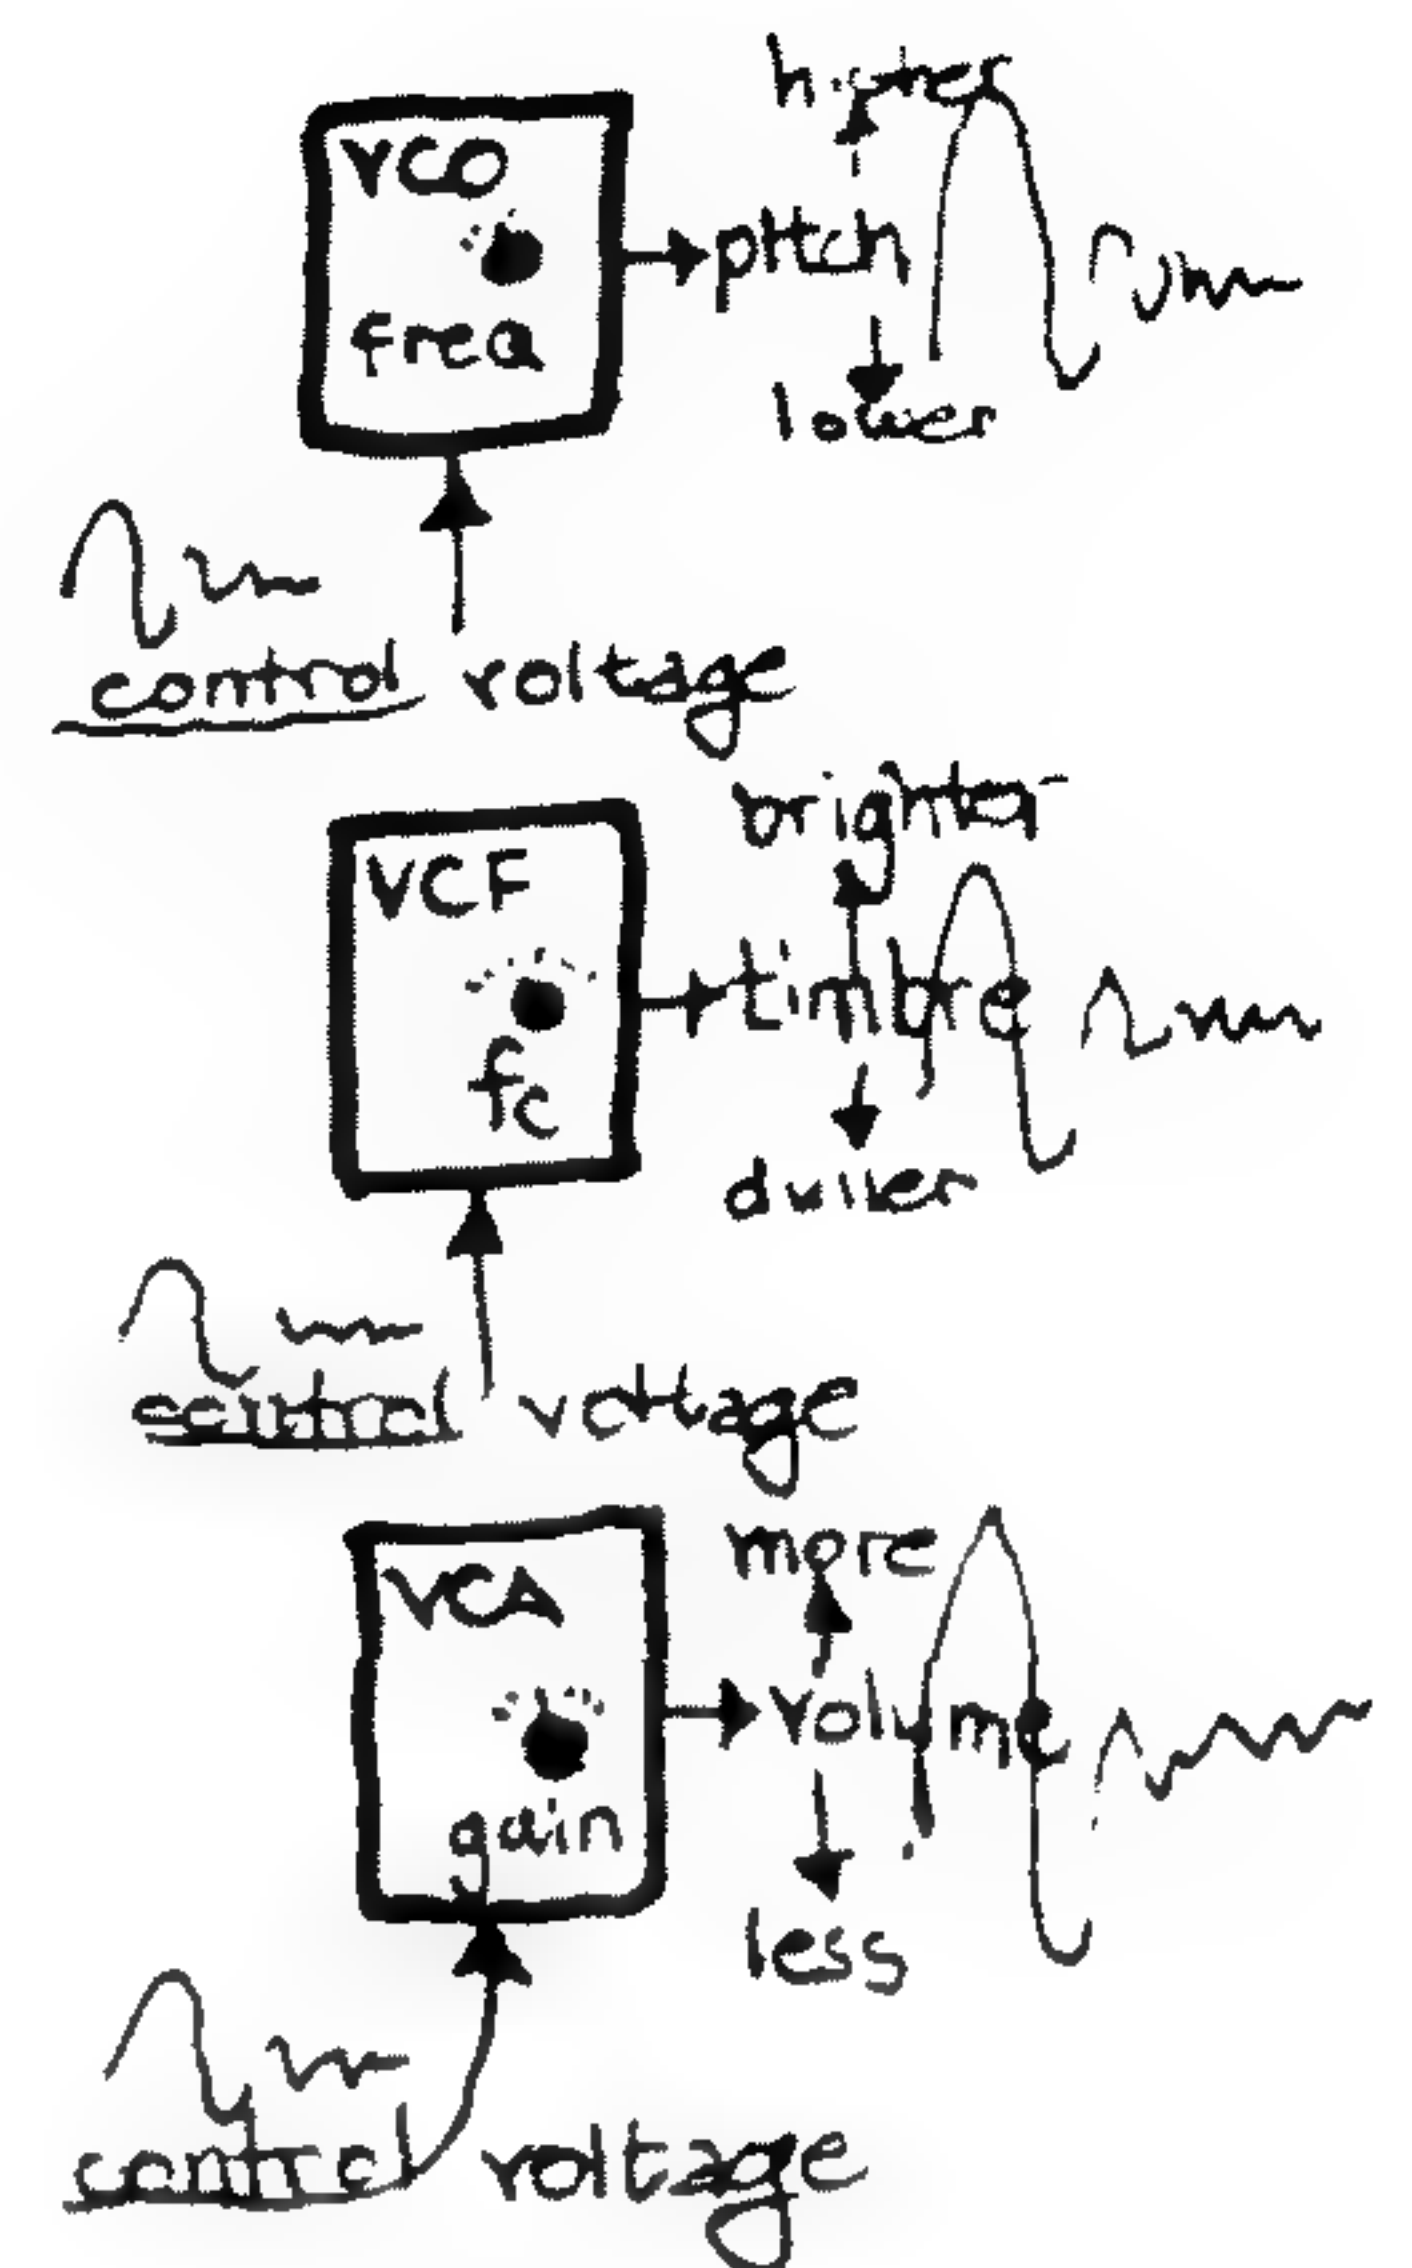 higher
VCO
pitch
freq
lower
control voltage
brighter
VCF
timbre
fc
duller
control voltage
more
VCA
volume
gain
less
control voltage